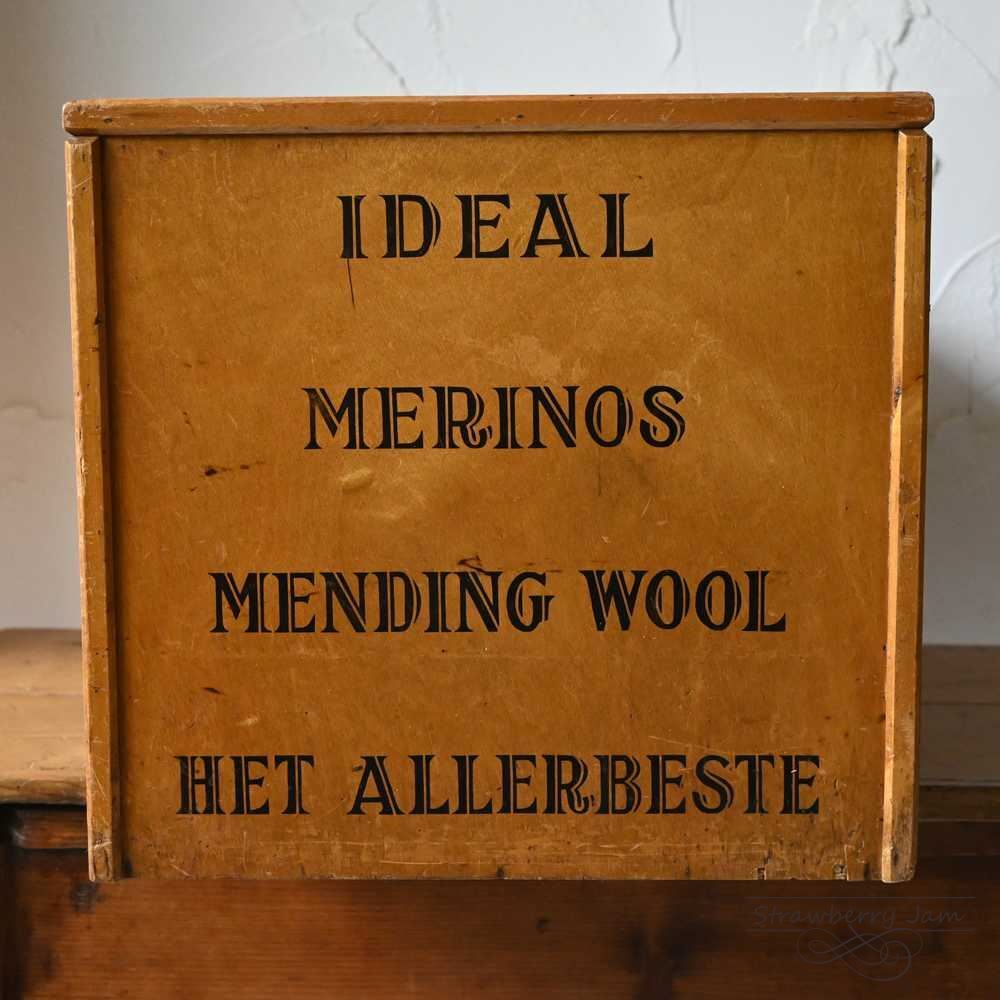 IDEAL
MERINOS
MENDING WOOL
HET ALLERBESTE
Strawberry Jam